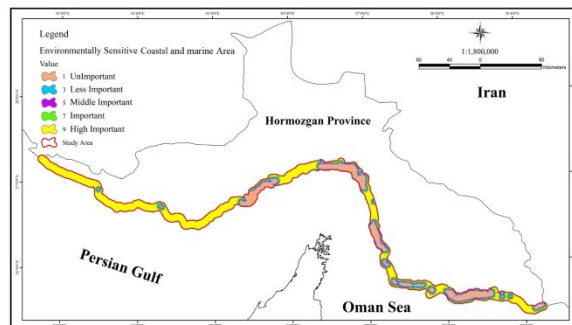 Legend
Environmentally Sensitive Coastsl and marine Area
Value
1 UnImportant
3 Less Important
5 Middle Important
7 Important
9 High Important
Study Area
1:1,800,000
Kilometers
Iran
Hormozgan Province
Persian Gulf
Oman Sea